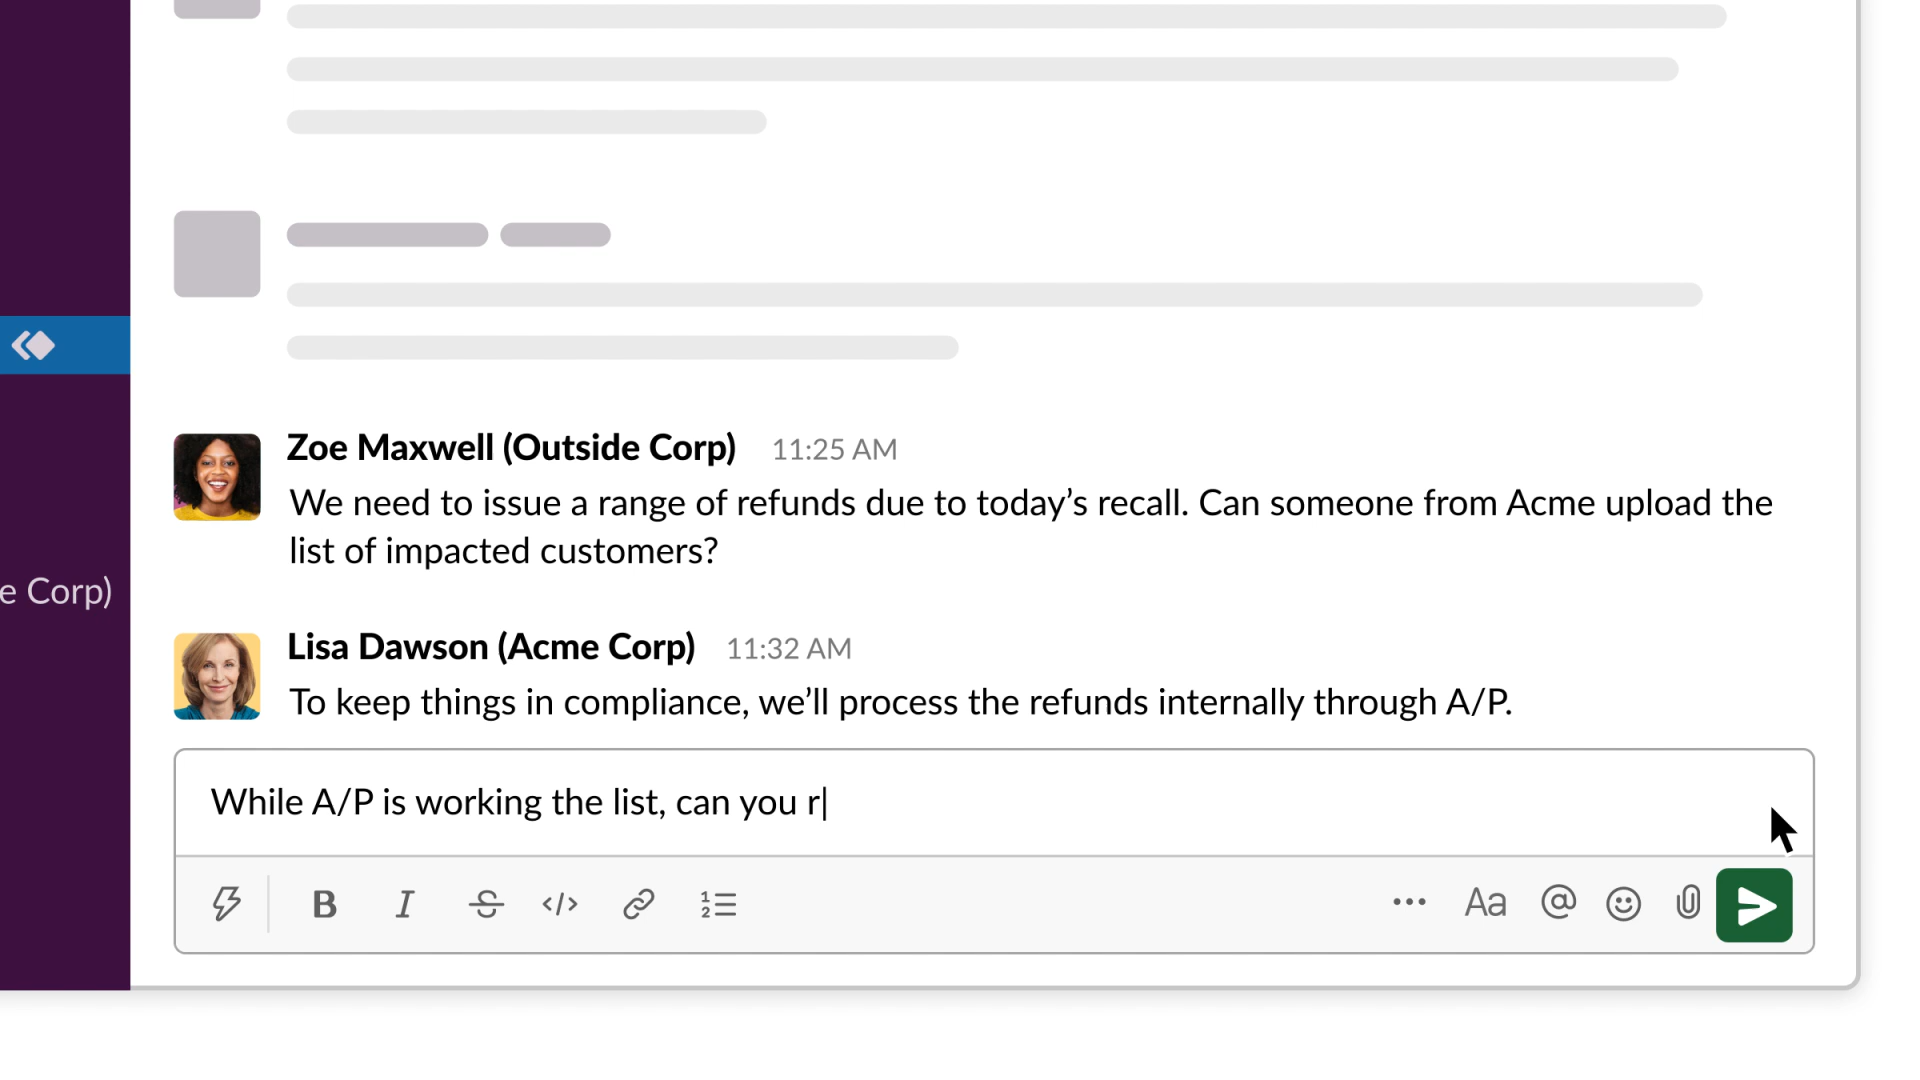 Zoe Maxwell (Outside Corp) 11:25 AM
We need to issue a range of refunds due to today’s recall. Can someone from Acme upload the
list of impacted customers?
e Corp)
Lisa Dawson (Acme Corp) 11:32 AM
To keep things in compliance, we’ll process the refunds internally through A/P.
While A/P is working the list, can you r
B I S </> 1 2 Aa @